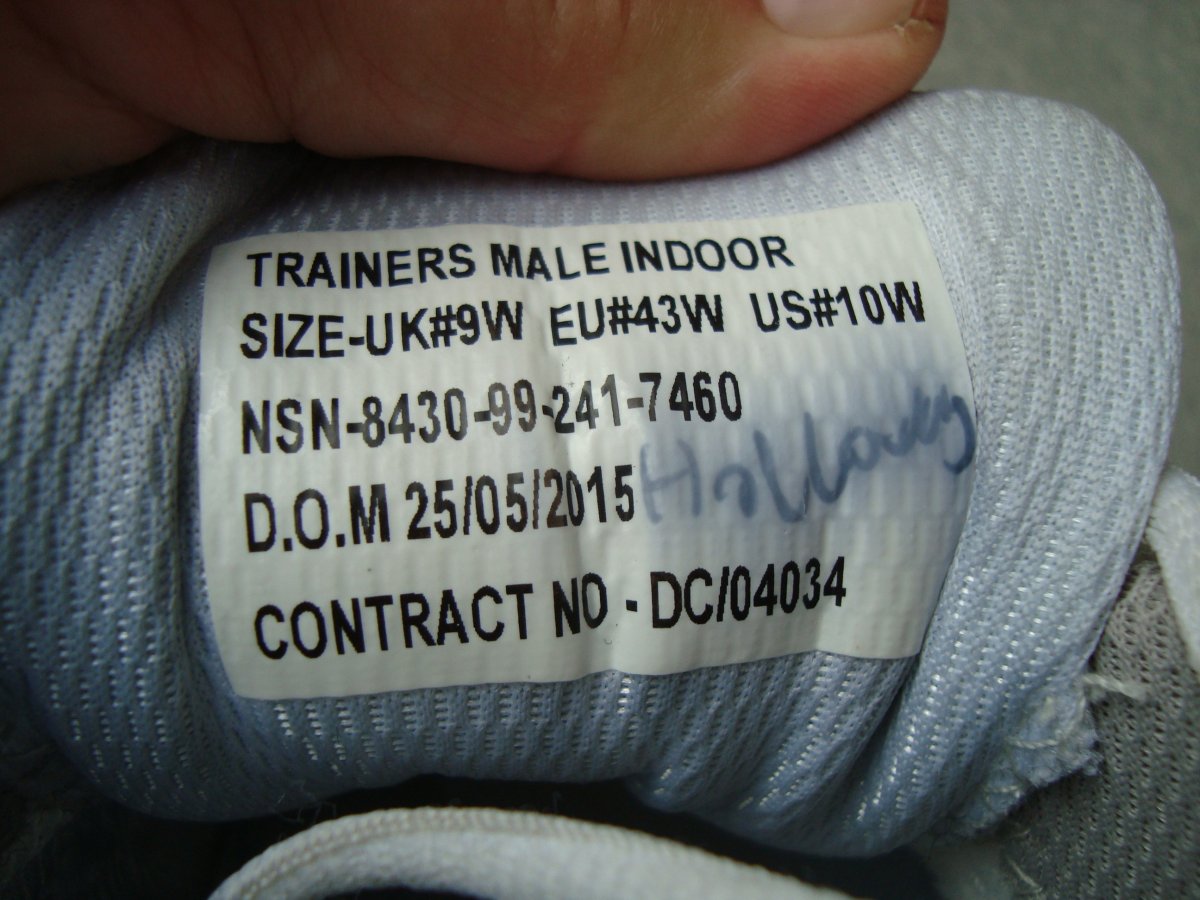 TRAINERS MALE INDOOR
SIZE-UK#9W EU#43W US#10W
NSN-8430-99-241-7460
D.O.M 25/05/2015
CONTRACT NO - DC/04034